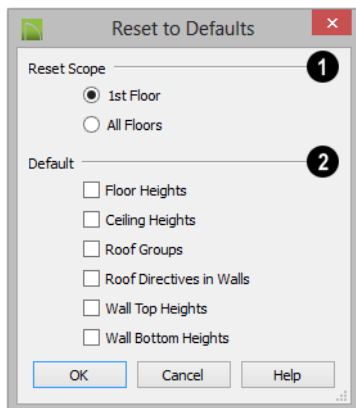 Reset to Defaults
Reset Scope 1
1st Floor
All Floors
Default 2
Floor Heights
Ceiling Heights
Roof Groups
Roof Directives in Walls
Wall Top Heights
Wall Bottom Heights
OK Cancel Help